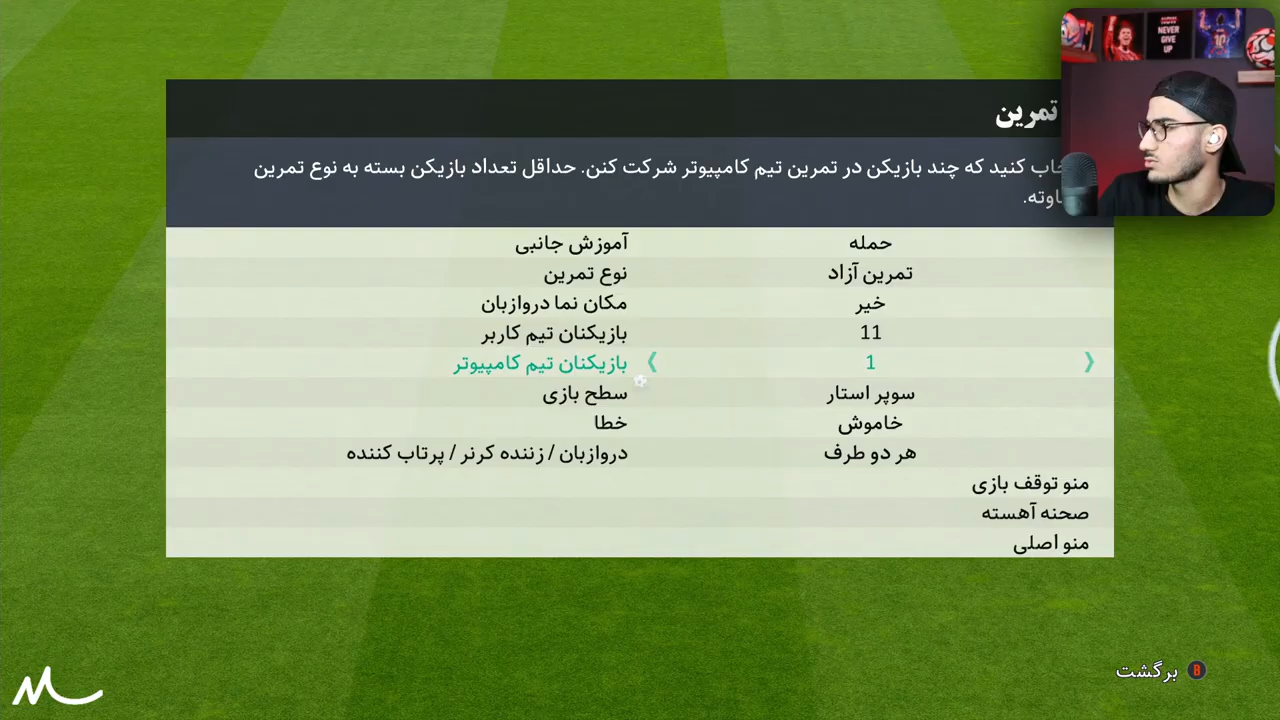 تمرین
کنید که چند بازیکن در تمرین تیم کامپیوتر شرکت کنن. حداقل تعداد بازیکن بسته به نوع تمرین
آموزش جانبی حمله
نوع تمرین تمرین آزاد
مکان نما دروازبان خیر
بازیکنان تیم کاربر 11
بازیکنان تیم کامپیوتر 1
سطح بازی سوپر استار
خطا خاموش
دروازبان / زننده کرنر / پرتاب کننده هر دو طرف
منو توقف بازی
صحنه آهسته
منو اصلی
برگشت B
NEVER
GIVE
UP
10